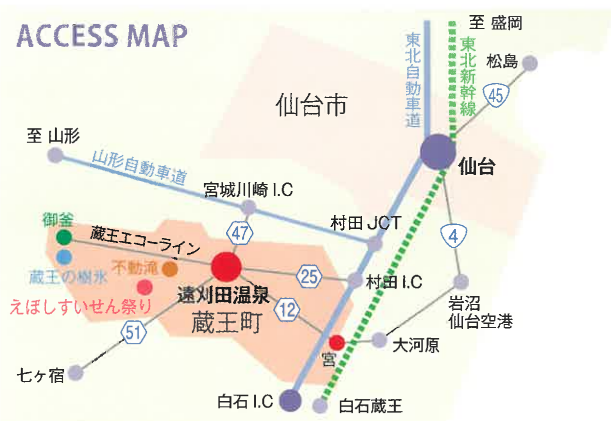 ACCESS MAP
至 盛岡
東北自動車道
東北新幹線
松島
45
仙台市
仙台
至 山形
山形自動車道
宮城川崎 I.C
村田 JCT
4
47
御釜
蔵王エコーライン
蔵王の樹氷
不動滝
25
村田 I.C
遠刈田温泉
えぼしすいせん祭り
12
蔵王町
岩沼
仙台空港
51
宮
大河原
七ヶ宿
白石 I.C
白石蔵王